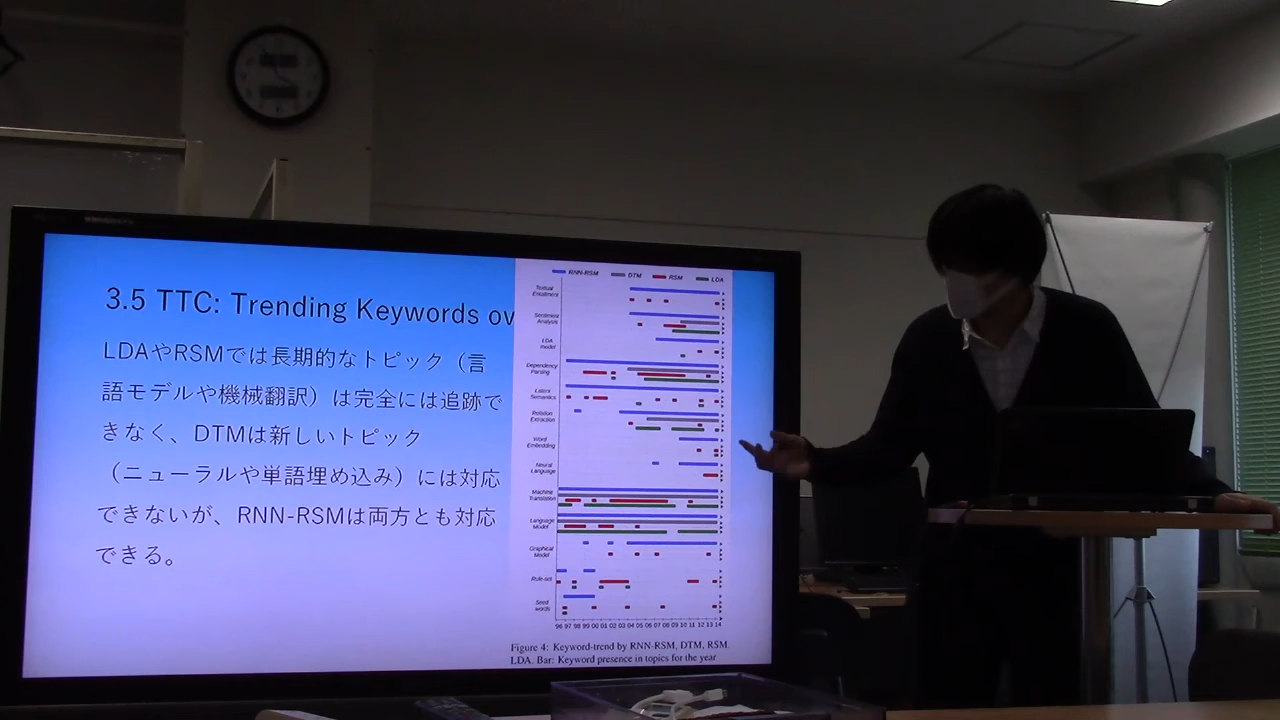 3.5 TTC: Trending Keywords ov
LDAやRSMでは長期的なトピック（言
語モデルや機械翻訳）は完全には追跡で
きなく、DTMは新しいトピック
（ニューラルや単語埋め込み）には対応
できないが、RNN-RSMは両方とも対応
できる。
RNN-RSM DTM RSM LDA
Textual
Entailment
Sentiment
Analysis
LDA
model
Dependency
Parsing
Latent
Semantics
Relation
Extraction
Word
Embedding
Neural
Language
Machine
Translation
Language
Model
Graphical
Model
Rule-set
Seed
words
96 97 98 99 00 01 02 03 04 05 06 07 08 09 10 11 12 13 14
Figure 4: Keyword-trend by RNN-RSM, DTM, RSM,
LDA. Bar: Keyword presence in topics for the year